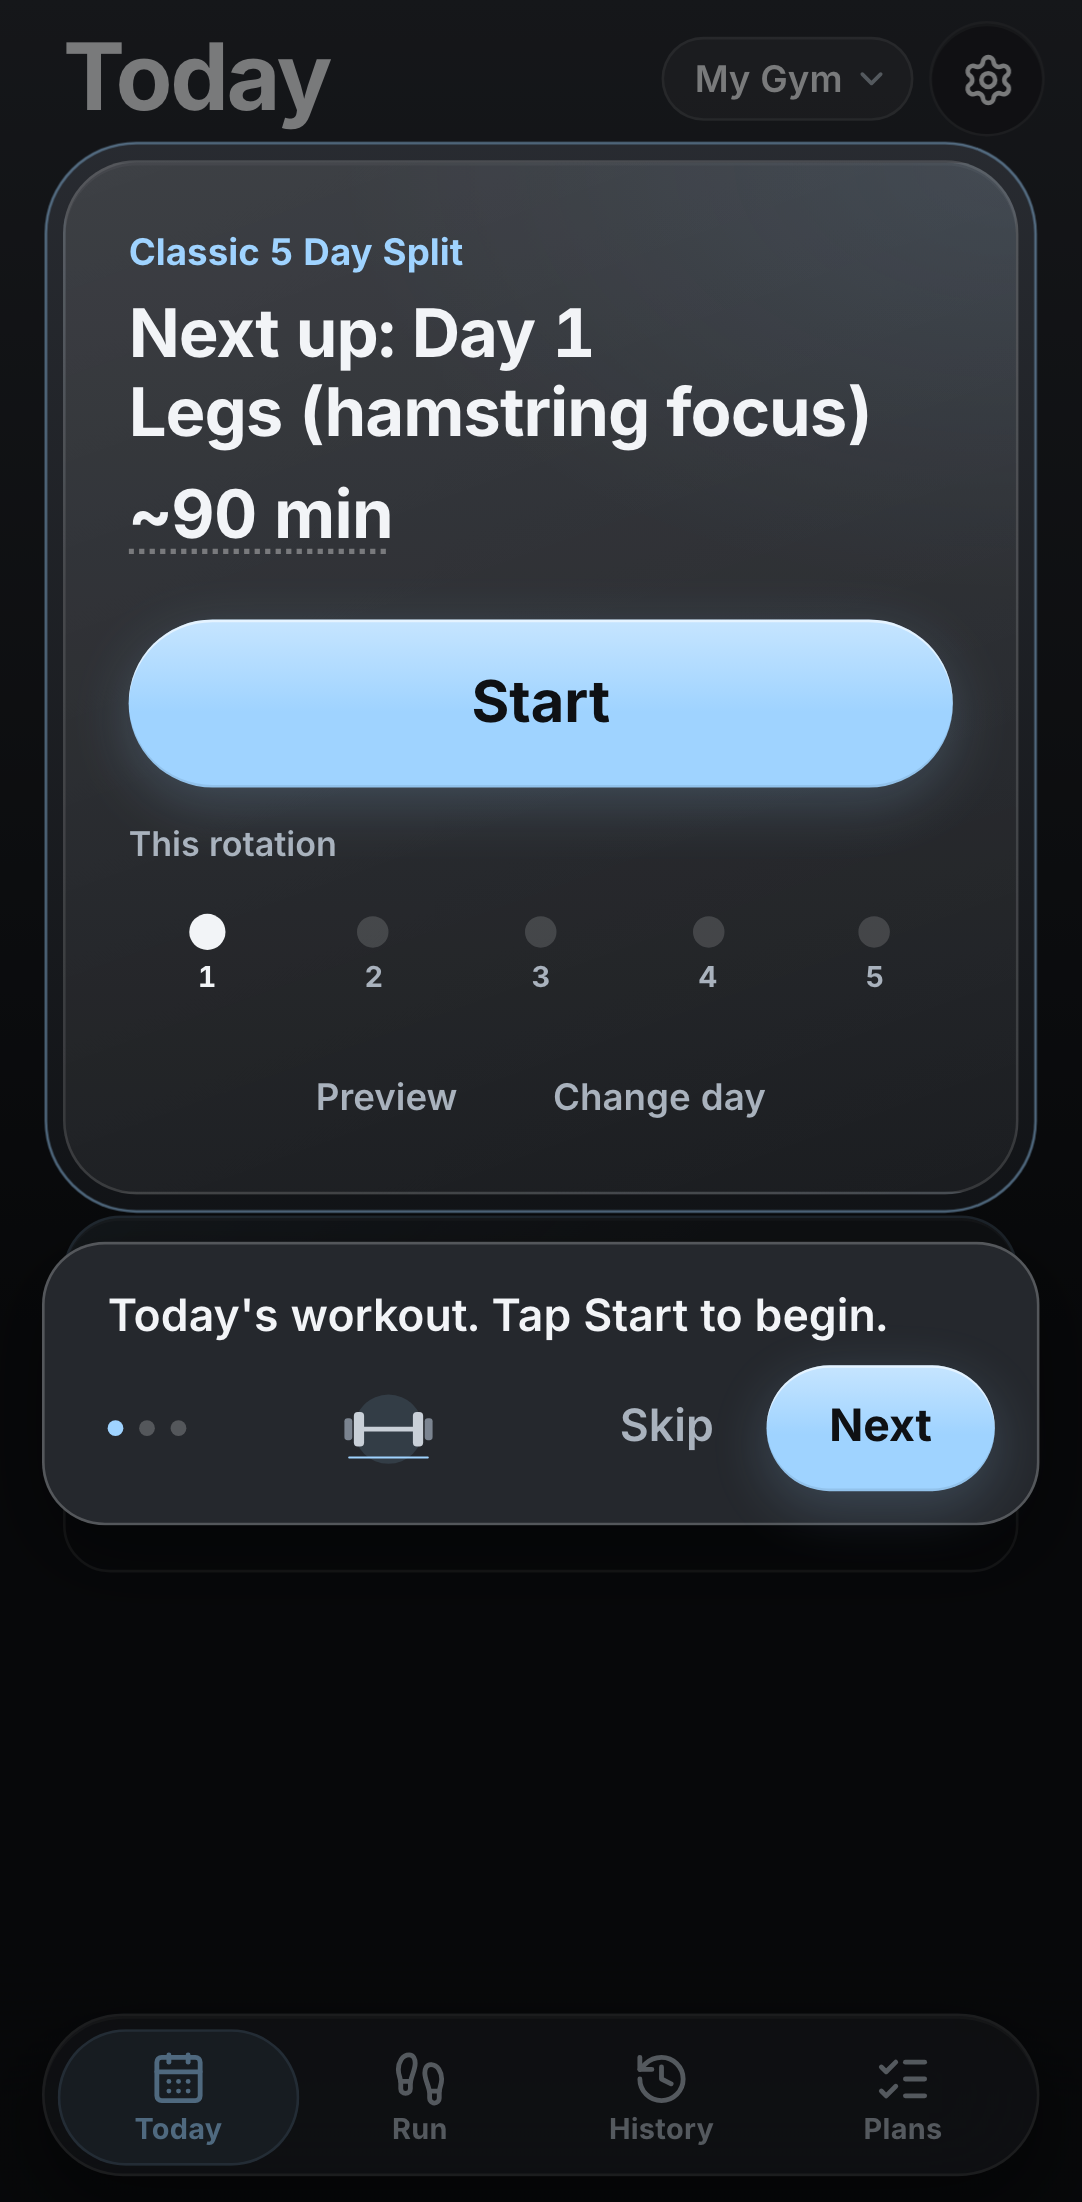 Today
My Gym
Classic 5 Day Split
Next up: Day 1
Legs (hamstring focus)
~90 min
Start
This rotation
1 2 3 4 5
Preview Change day
Today's workout. Tap Start to begin.
Skip Next
Today Run History Plans